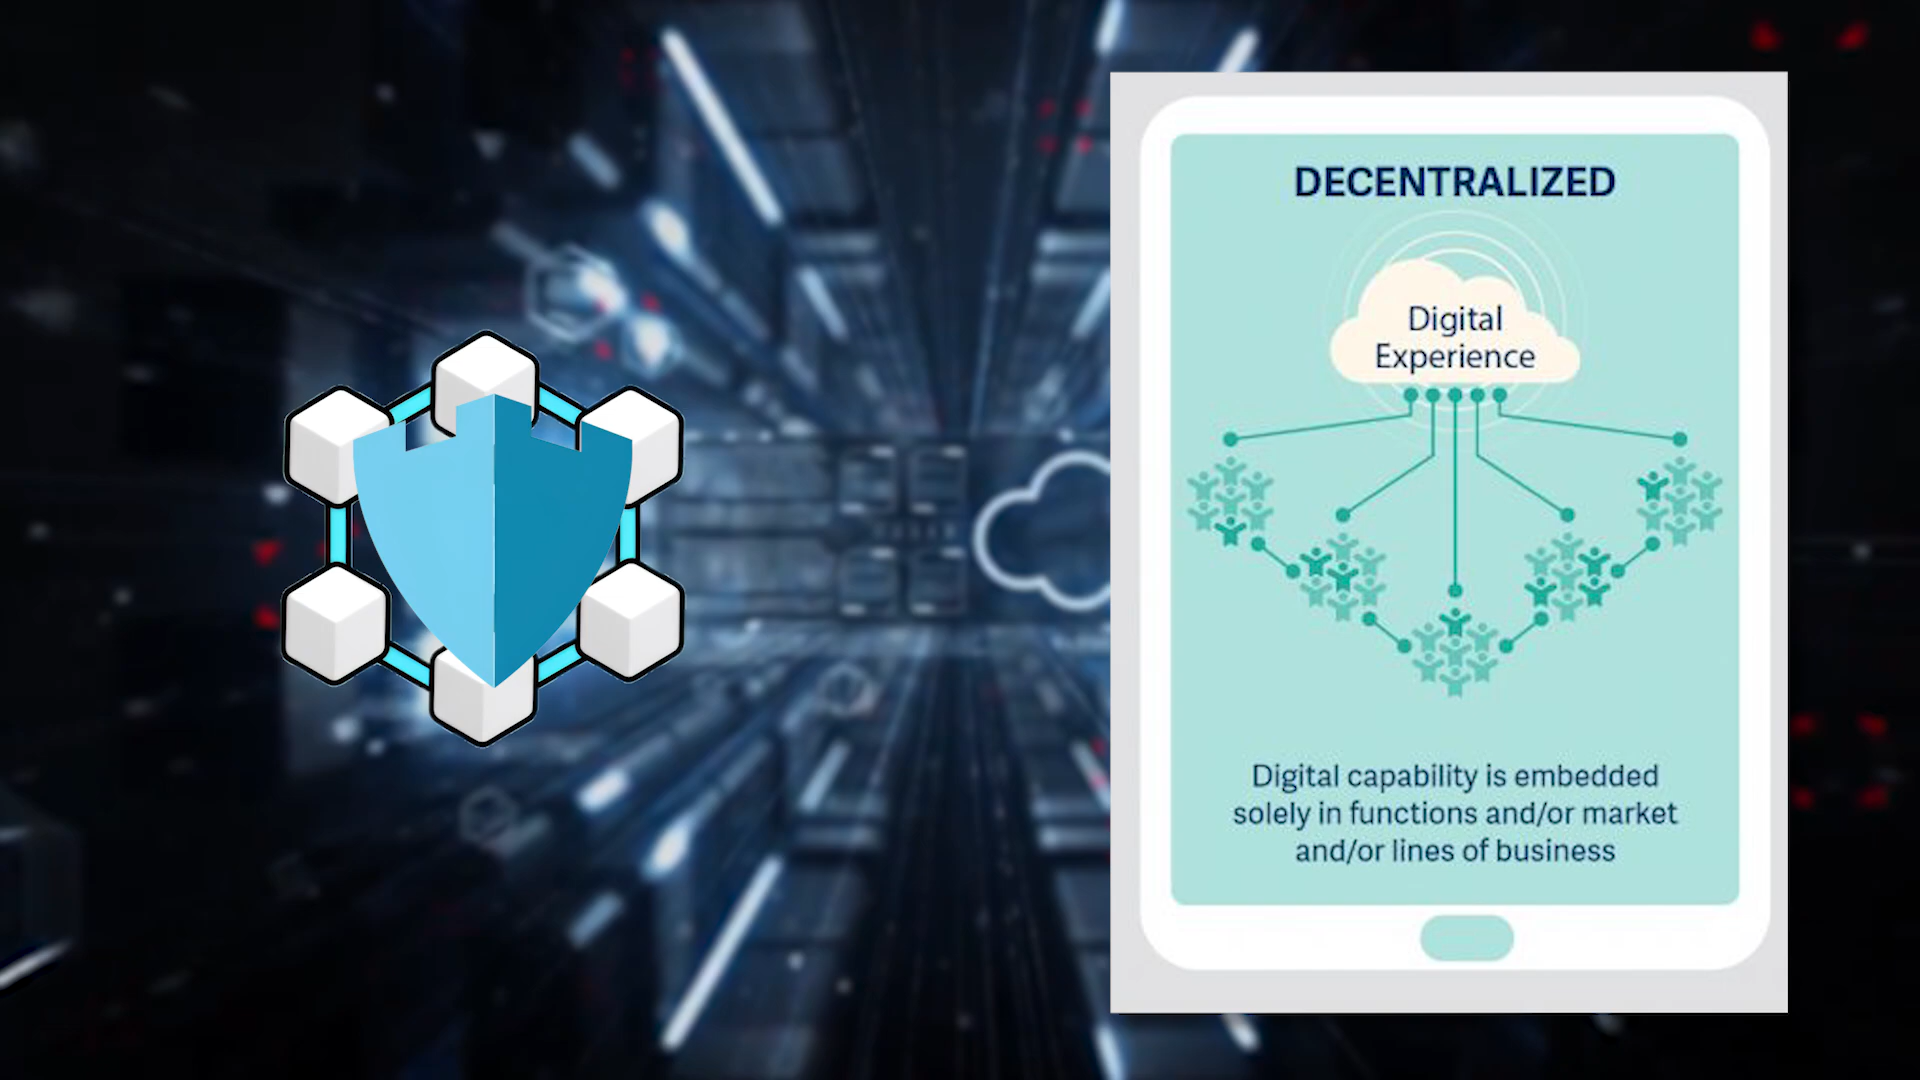 DECENTRALIZED
Digital
Experience
Digital capability is embedded
solely in functions and/or market
and/or lines of business